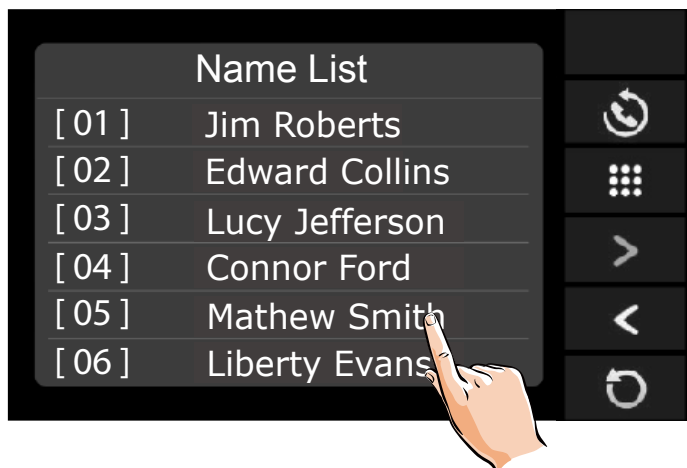 Name List
[ 01 ] Jim Roberts
[ 02 ] Edward Collins
[ 03 ] Lucy Jefferson
[ 04 ] Connor Ford
[ 05 ] Mathew Smith
[ 06 ] Liberty Evans